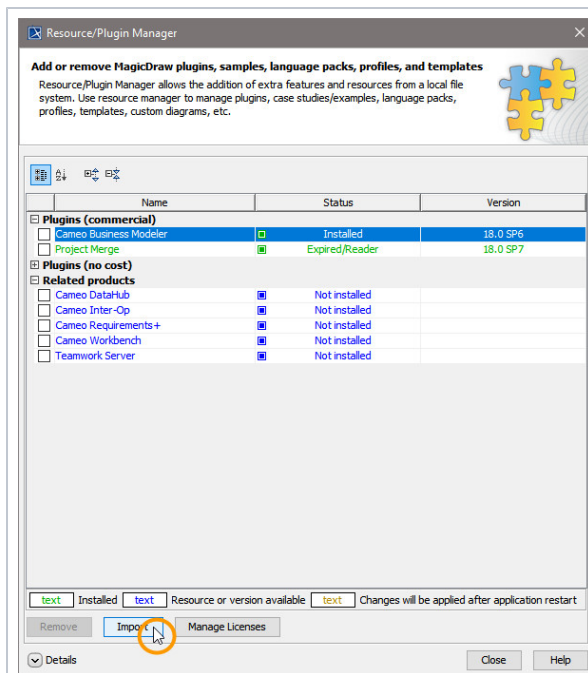 Resource/Plugin Manager
Add or remove MagicDraw plugins, samples, language packs, profiles, and templates
Resource/Plugin Manager allows the addition of extra features and resources from a local file
system. Use resource manager to manage plugins, case studies/examples, language packs,
profiles, templates, custom diagrams, etc.
Name Status Version
Plugins (commercial)
Cameo Business Modeler Installed 18.0 SP6
Project Merge Expired/Reader 18.0 SP7
Plugins (no cost)
Related products
Cameo DataHub Not installed
Cameo Inter-Op Not installed
Cameo Requirements+ Not installed
Cameo Workbench Not installed
Teamwork Server Not installed
text Installed text Resource or version available text Changes will be applied after application restart
Remove Import Manage Licenses
Details Close Help